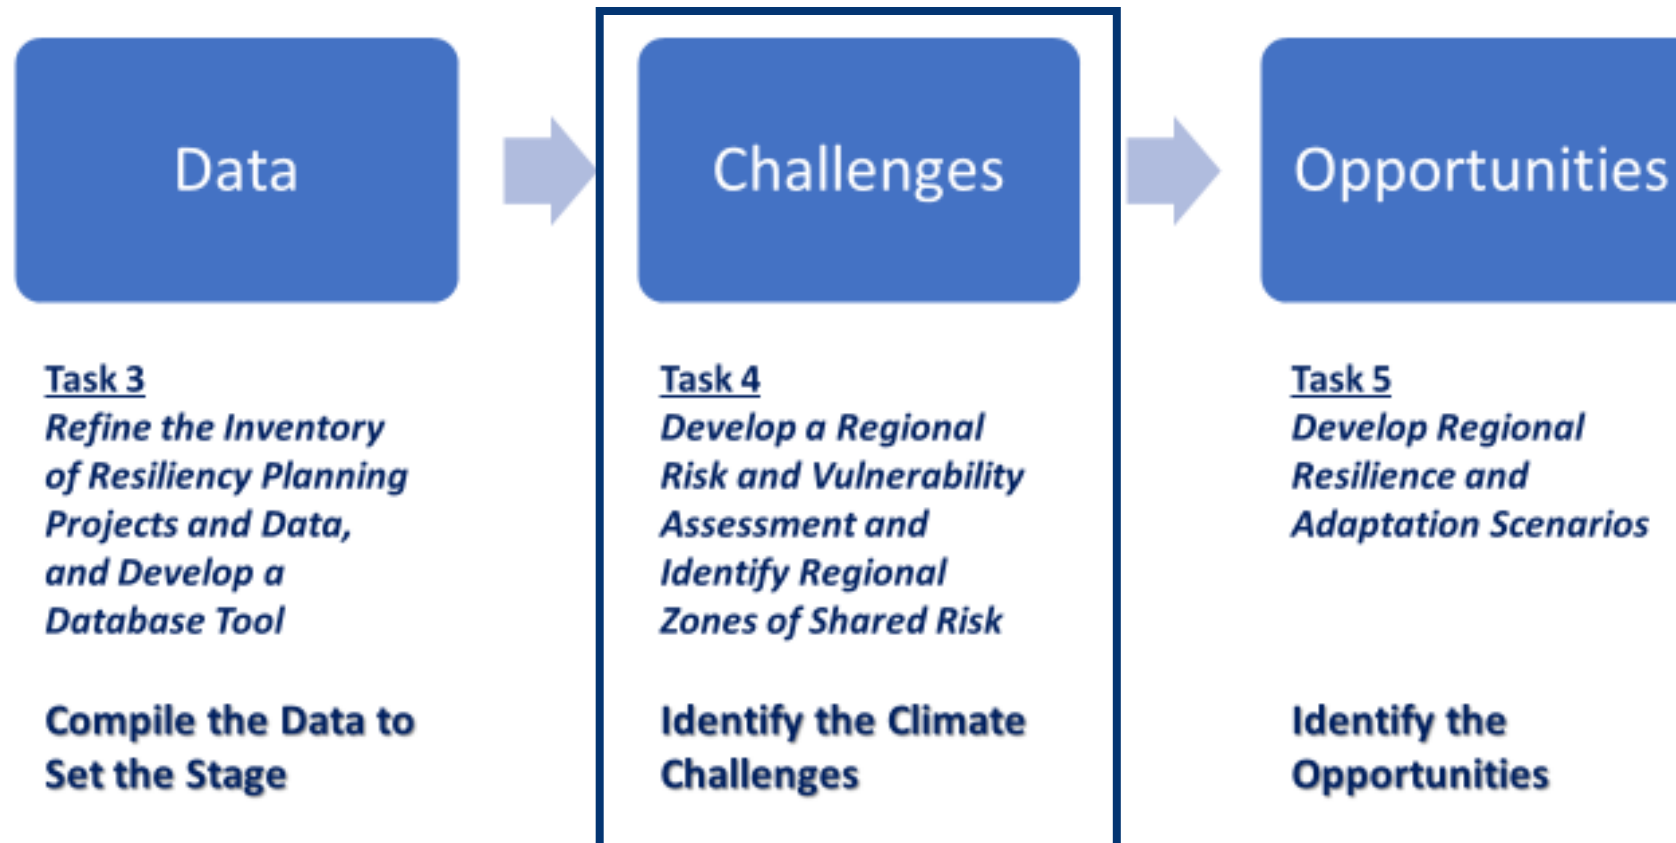 Data
Challenges
Opportunities
Task 3
Refine the Inventory
of Resiliency Planning
Projects and Data,
and Develop a
Database Tool
Compile the Data to
Set the Stage
Task 4
Develop a Regional
Risk and Vulnerability
Assessment and
Identify Regional
Zones of Shared Risk
Identify the Climate
Challenges
Task 5
Develop Regional
Resilience and
Adaptation Scenarios
Identify the
Opportunities